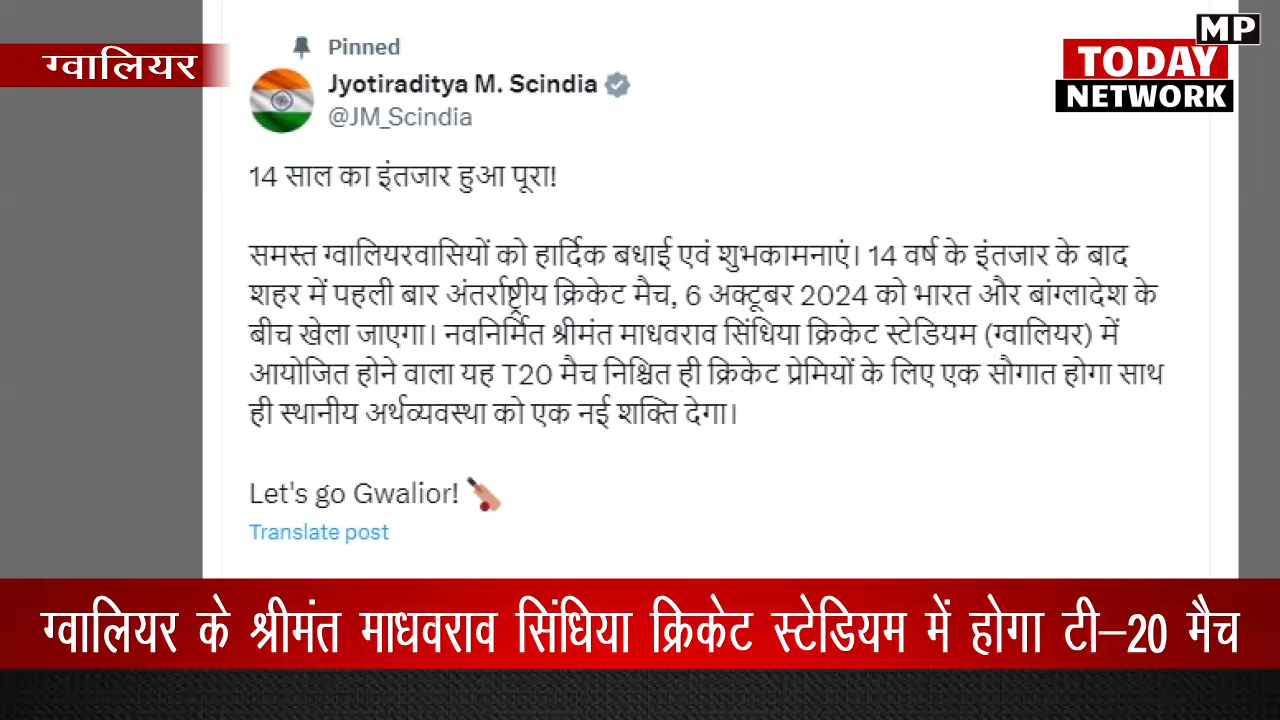 MP
TODAY
NETWORK
ग्वालियर
Pinned
Jyotiraditya M. Scindia
@JM_Scindia
14 साल का इंतजार हुआ पूरा!
समस्त ग्वालियरवासियों को हार्दिक बधाई एवं शुभकामनाएं। 14 वर्ष के इंतजार के बाद
शहर में पहली बार अंतर्राष्ट्रीय क्रिकेट मैच, 6 अक्टूबर 2024 को भारत और बांग्लादेश के
बीच खेला जाएगा। नवनिर्मित श्रीमंत माधवराव सिंधिया क्रिकेट स्टेडियम (ग्वालियर) में
आयोजित होने वाला यह T20 मैच निश्चित ही क्रिकेट प्रेमियों के लिए एक सौगात होगा साथ
ही स्थानीय अर्थव्यवस्था को एक नई शक्ति देगा।
Let's go Gwalior!
Translate post
ग्वालियर के श्रीमंत माधवराव सिंधिया क्रिकेट स्टेडियम में होगा टी–20 मैच